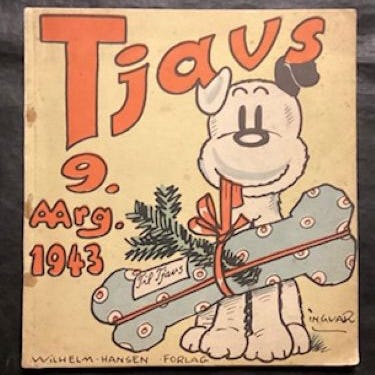 Tjavs
9.
Aarg.
1943
Til Tjavs
INGVAR
WILHELM-HANSEN FORLAG